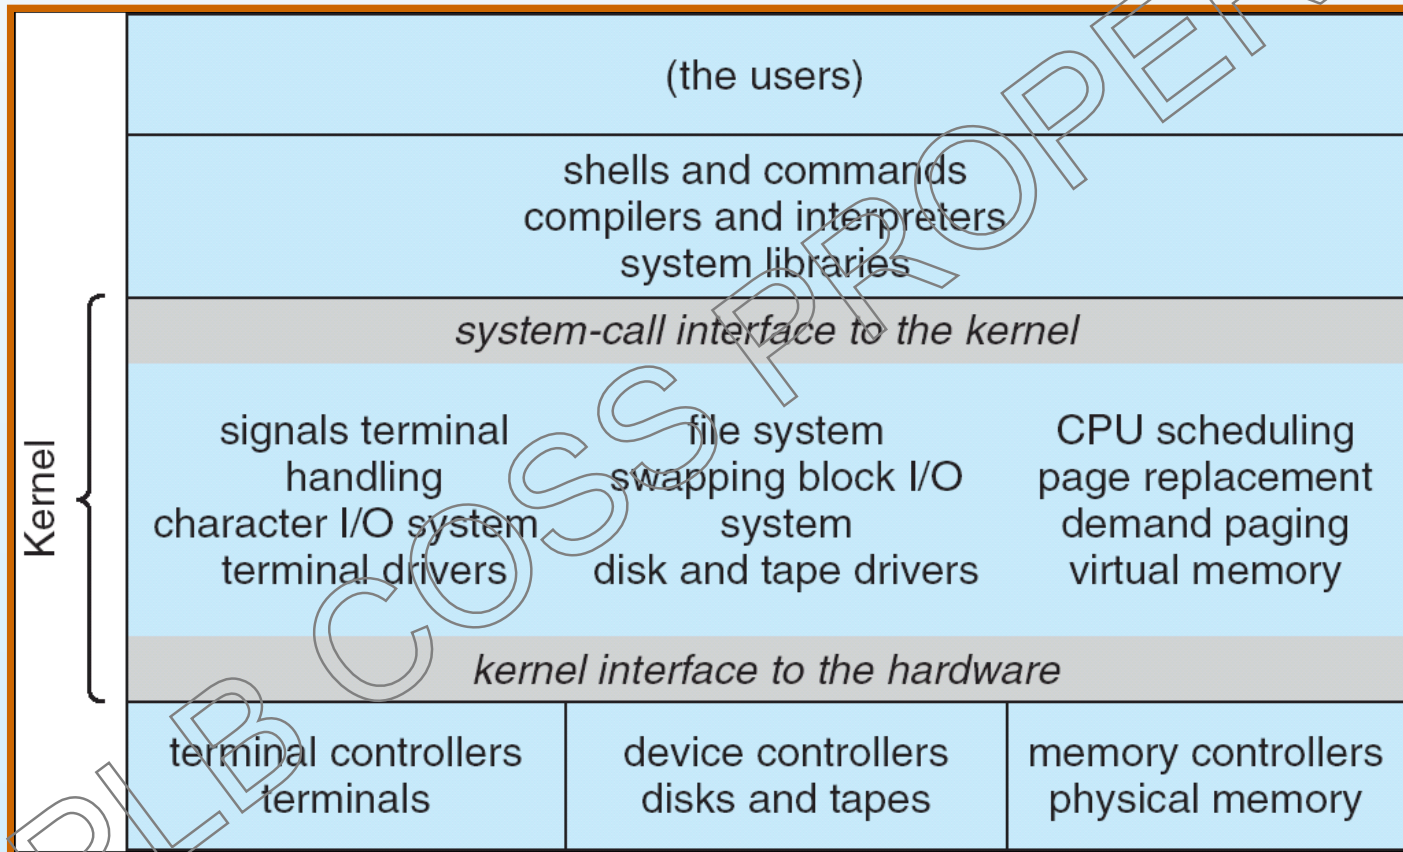 (the users)
shells and commands
compilers and interpreters
system libraries
system-call interface to the kernel
Kernel
signals terminal
handling
character I/O system
terminal drivers
file system
swapping block I/O
system
disk and tape drivers
CPU scheduling
page replacement
demand paging
virtual memory
kernel interface to the hardware
terminal controllers
terminals
device controllers
disks and tapes
memory controllers
physical memory
PLB COSS